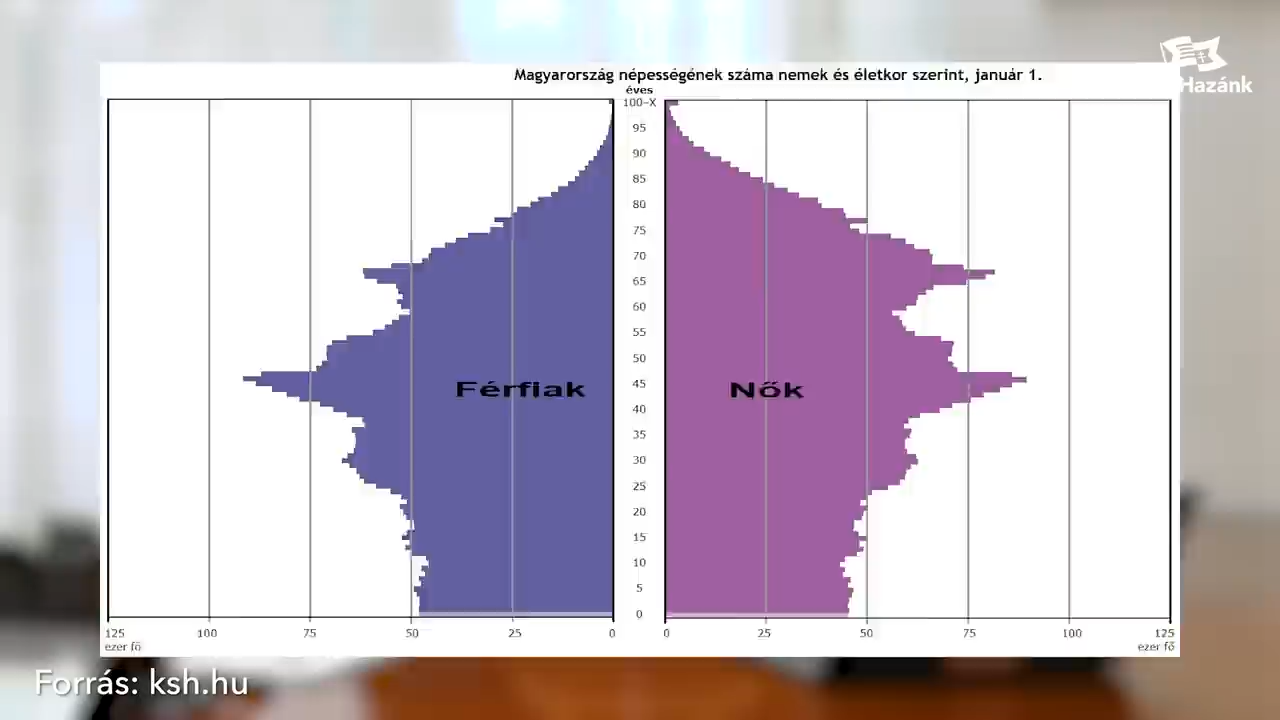 Magyarország népességének száma nemek és életkor szerint, január 1.
Hazánk
éves
100-X
95
90
85
80
75
70
65
60
55
50
45
40
35
30
25
20
15
10
5
0
Férfiak
Nők
125 100 75 50 25 0
0 25 50 75 100 125
ezer fő
ezer fő
Forrás: ksh.hu